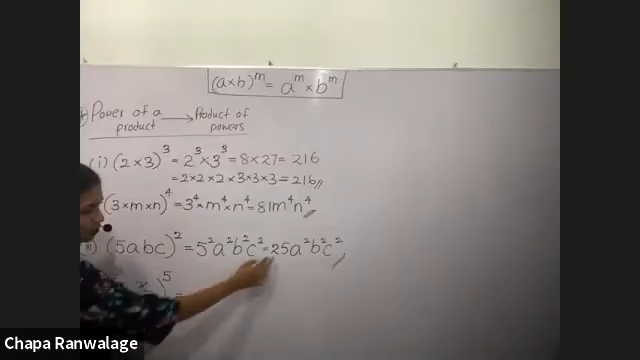 (a×b)^m = a^m × b^m
Power of a product → Product of powers
(i) (2×3)^3 = 2^3 × 3^3 = 8×27 = 216
= 2×2×2×3×3×3 = 216//
(3×m×n)^4 = 3^4×m^4×n^4 = 81m^4n^4//
(5abc)^2 = 5^2a^2b^2c^2 = 25a^2b^2c^2//
x)^5 =
Chapa Ranwalage